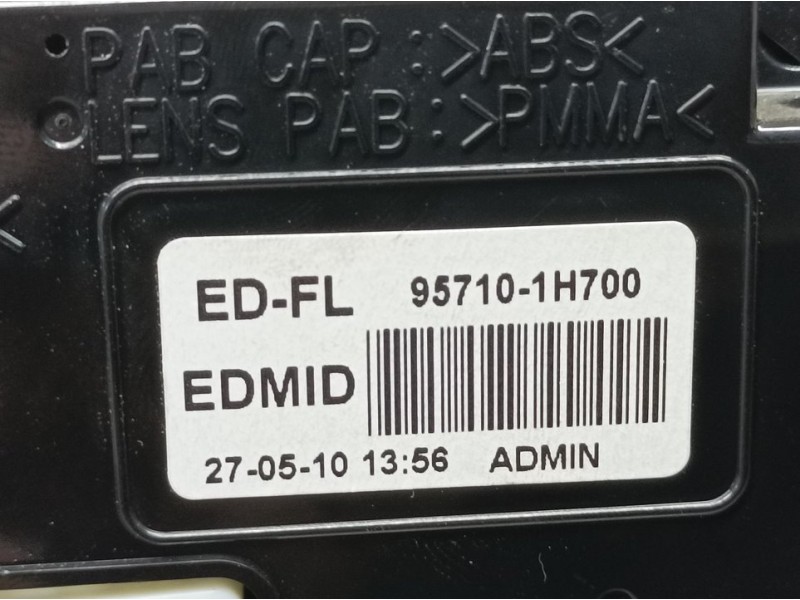 PAB CAP : >ABS<
LENS PAB : >PMMA<
<
ED-FL 95710-1H700
EDMID
27-05-10 13:56 ADMIN